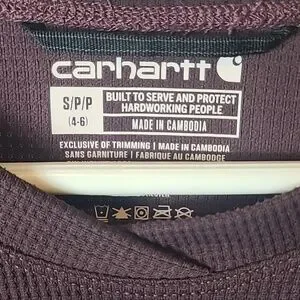 carhartt
S/P/P
(4-6)
BUILT TO SERVE AND PROTECT
HARDWORKING PEOPLE
MADE IN CAMBODIA
EXCLUSIVE OF TRIMMING | MADE IN CAMBODIA
SANS GARNITURE | FABRIQUÉ AU CAMBODGE